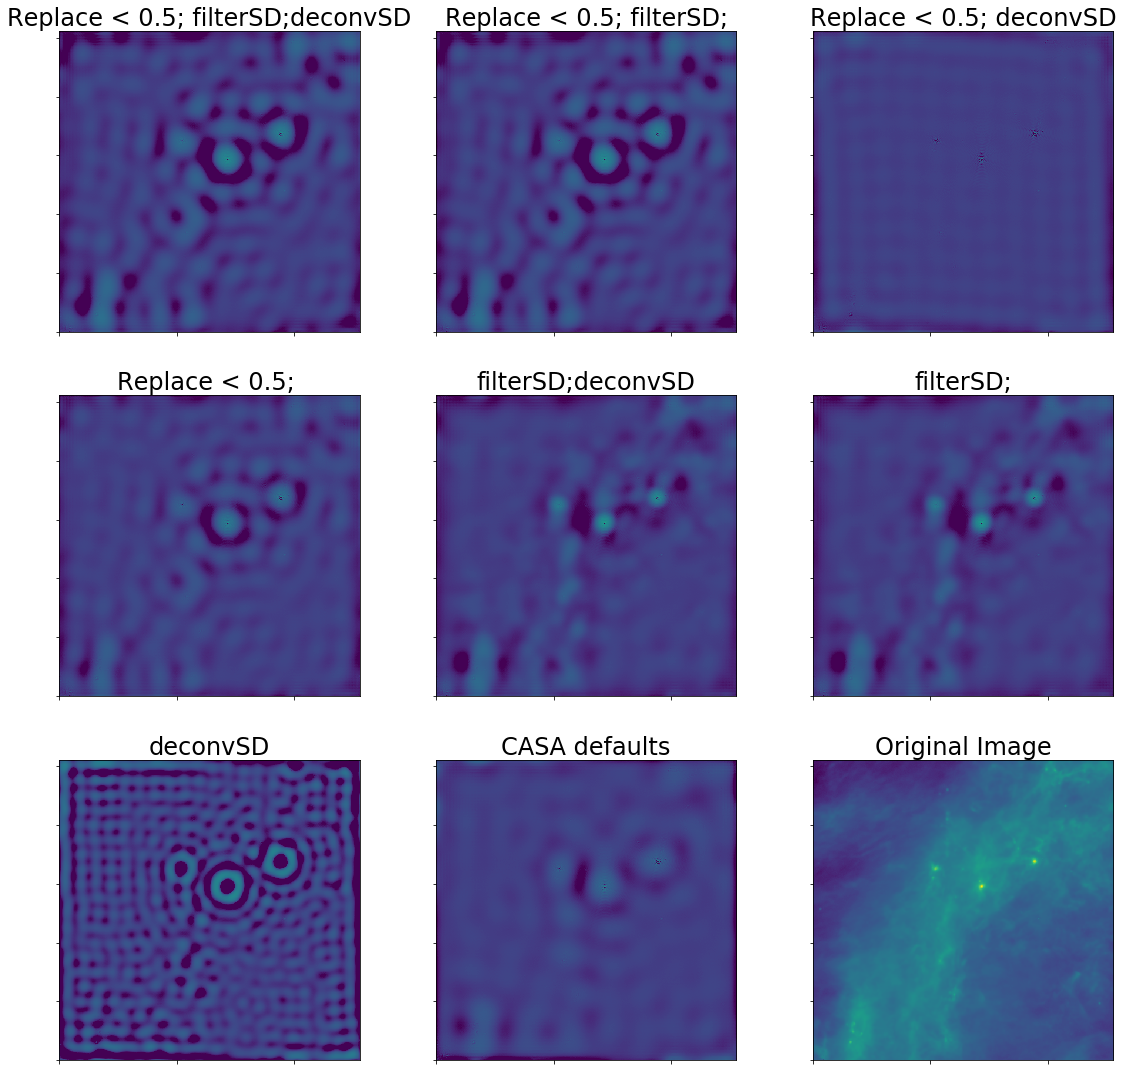 Replace < 0.5; filterSD;deconvSD
Replace < 0.5; filterSD;
Replace < 0.5; deconvSD
Replace < 0.5;
filterSD;deconvSD
filterSD;
deconvSD
CASA defaults
Original Image